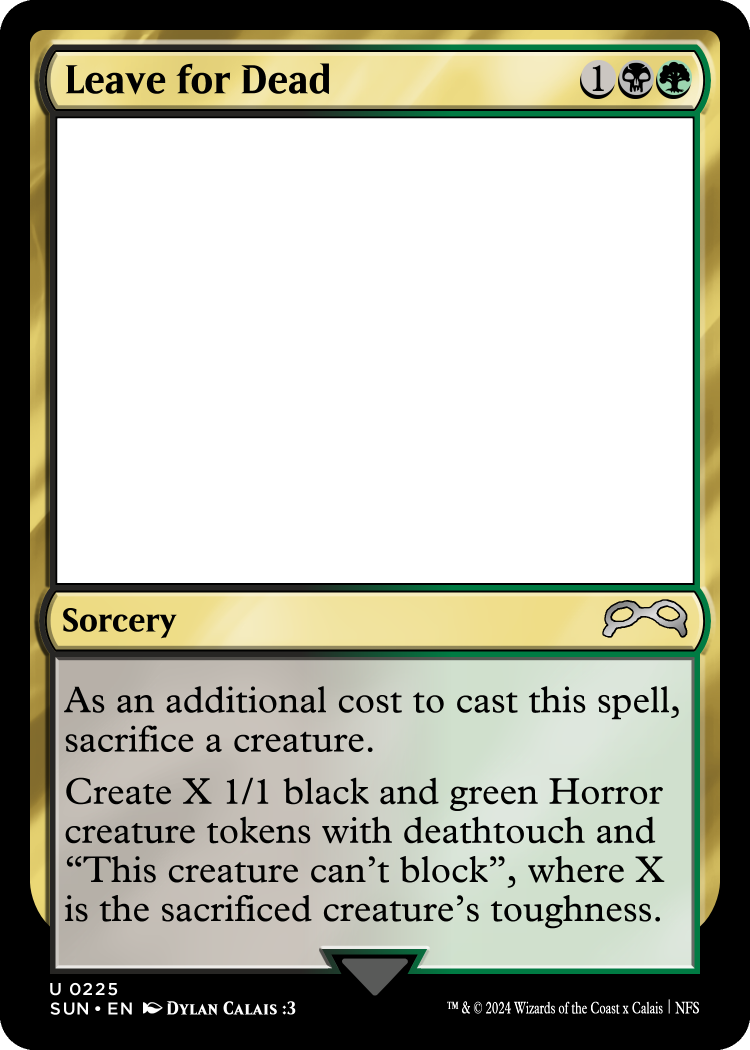 Leave for Dead 1
Sorcery
As an additional cost to cast this spell,
sacrifice a creature.
Create X 1/1 black and green Horror
creature tokens with deathtouch and
“This creature can’t block”, where X
is the sacrificed creature’s toughness.
U 0225
SUN • EN Dylan Calais :3
™ & © 2024 Wizards of the Coast x Calais | NFS